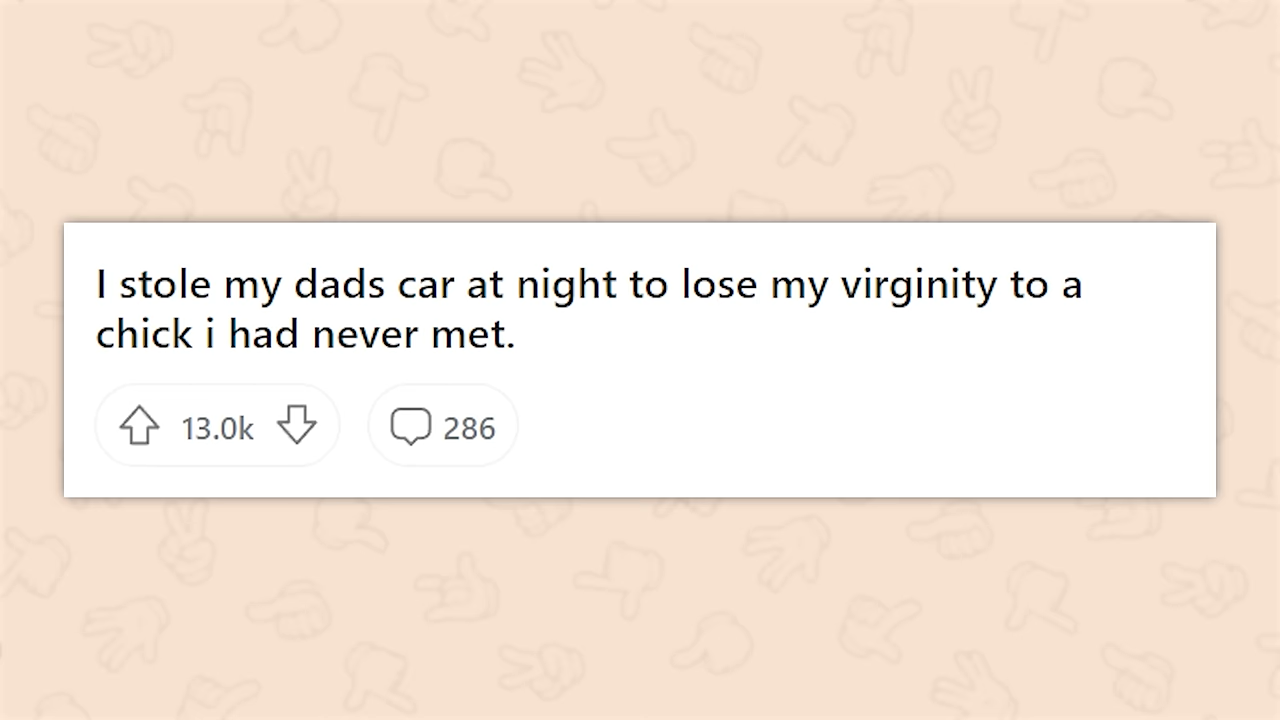 I stole my dads car at night to lose my virginity to a
chick i had never met.
13.0k 286